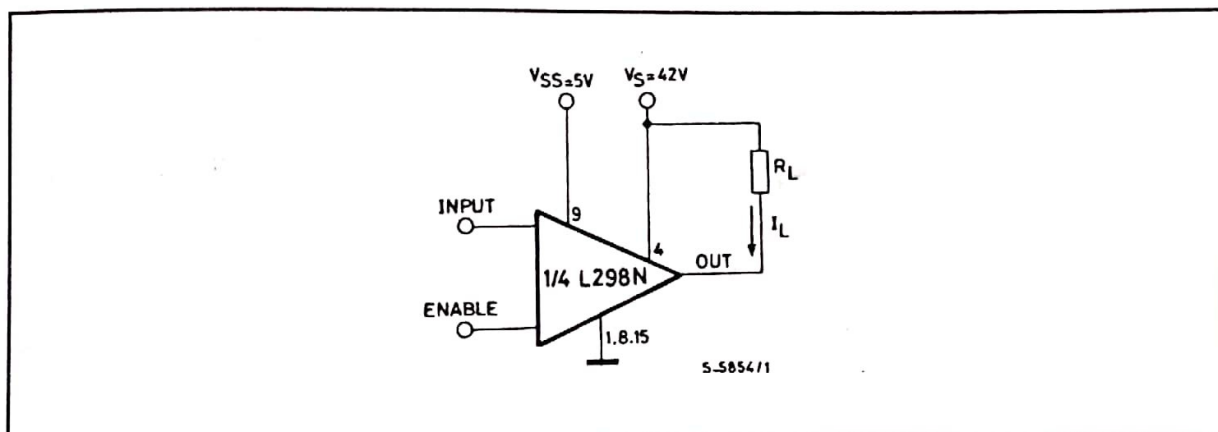 VSS=5V
VS=42V
RL
INPUT
9
IL
4
OUT
1/4 L298N
ENABLE
1.8.15
S-5854/1